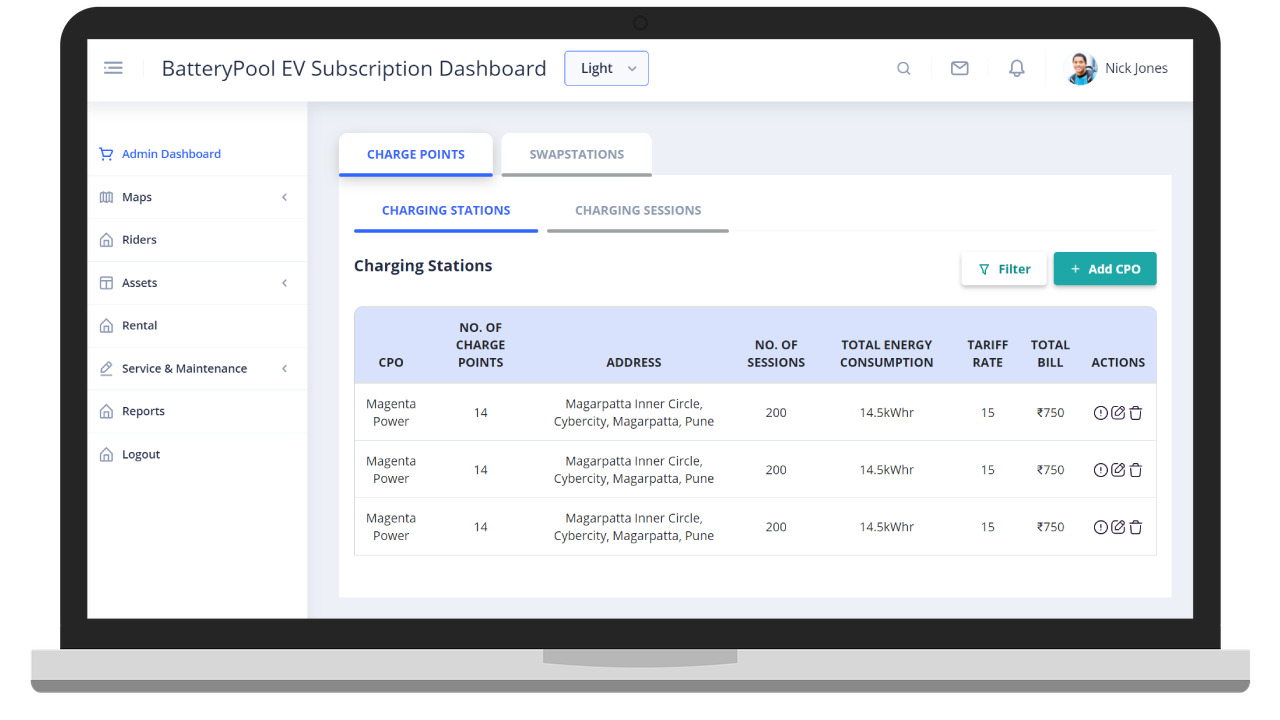 BatteryPool EV Subscription Dashboard
Light
Nick Jones
Admin Dashboard
Maps
Riders
Assets
Rental
Service & Maintenance
Reports
Logout
CHARGE POINTS
SWAPSTATIONS
CHARGING STATIONS
CHARGING SESSIONS
Charging Stations
Filter
+ Add CPO
CPO
NO. OF
CHARGE
POINTS
ADDRESS
NO. OF
SESSIONS
TOTAL ENERGY
CONSUMPTION
TARIFF
RATE
TOTAL
BILL
ACTIONS
Magenta
Power
14
Magarpatta Inner Circle,
Cybercity, Magarpatta, Pune
200
14.5kWhr
15
₹750
Magenta
Power
14
Magarpatta Inner Circle,
Cybercity, Magarpatta, Pune
200
14.5kWhr
15
₹750
Magenta
Power
14
Magarpatta Inner Circle,
Cybercity, Magarpatta, Pune
200
14.5kWhr
15
₹750